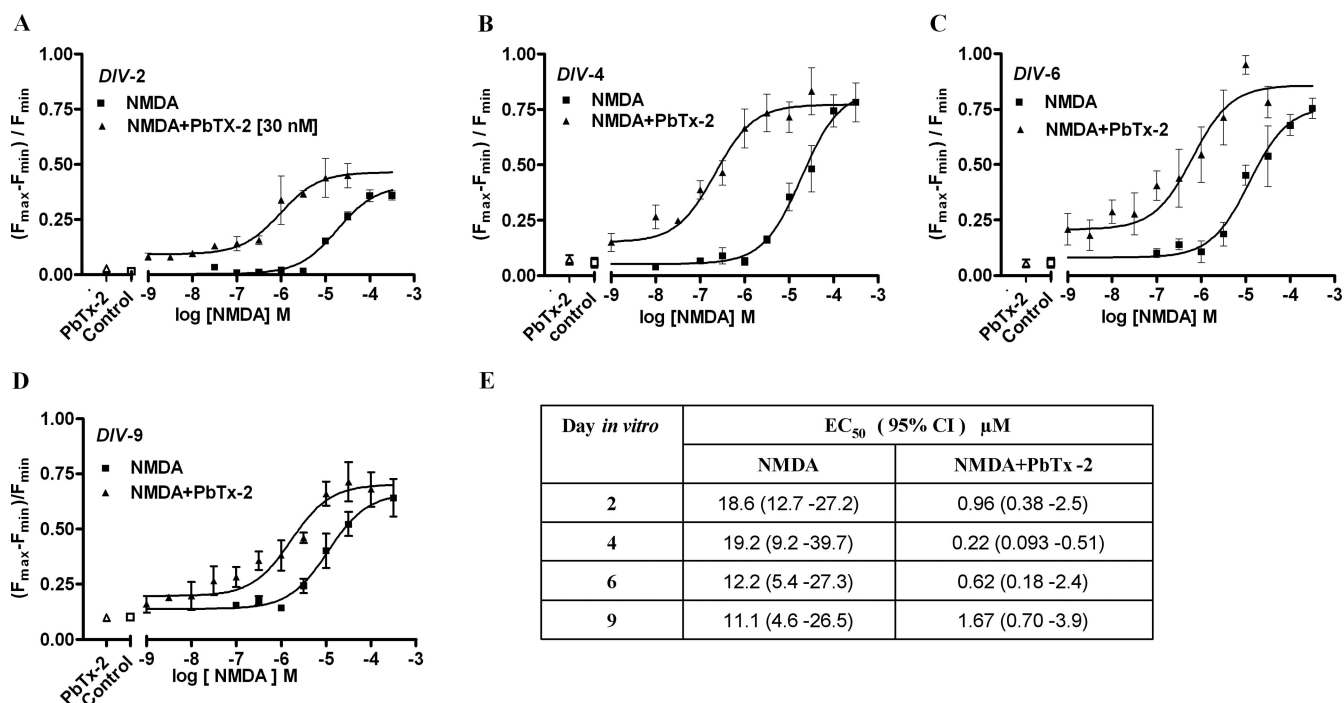 A
(Fmax-Fmin) / Fmin
1.00
0.75
0.50
0.25
0.00
DIV-2
NMDA
NMDA+PbTX-2 [30 nM]
PbTx-2
Control
-9 -8 -7 -6 -5 -4 -3
log [NMDA] M
B
(Fmax-Fmin) / Fmin
1.00
0.75
0.50
0.25
0.00
DIV-4
NMDA
NMDA+PbTx-2
PbTx-2
control
-9 -8 -7 -6 -5 -4 -3
log [NMDA] M
C
(Fmax-Fmin) / Fmin
1.00
0.75
0.50
0.25
0.00
DIV-6
NMDA
NMDA+PbTx-2
PbTx-2
Control
-9 -8 -7 -6 -5 -4 -3
log [NMDA] M
D
(Fmax-Fmin)/Fmin
1.00
0.75
0.50
0.25
0.00
DIV-9
NMDA
NMDA+PbTx-2
PbTx-2
Control
-9 -8 -7 -6 -5 -4 -3
log [ NMDA] M
E
Day in vitro EC50 ( 95% CI ) µM
NMDA NMDA+PbTx -2
2 18.6 (12.7 -27.2) 0.96 (0.38 -2.5)
4 19.2 (9.2 -39.7) 0.22 (0.093 -0.51)
6 12.2 (5.4 -27.3) 0.62 (0.18 -2.4)
9 11.1 (4.6 -26.5) 1.67 (0.70 -3.9)